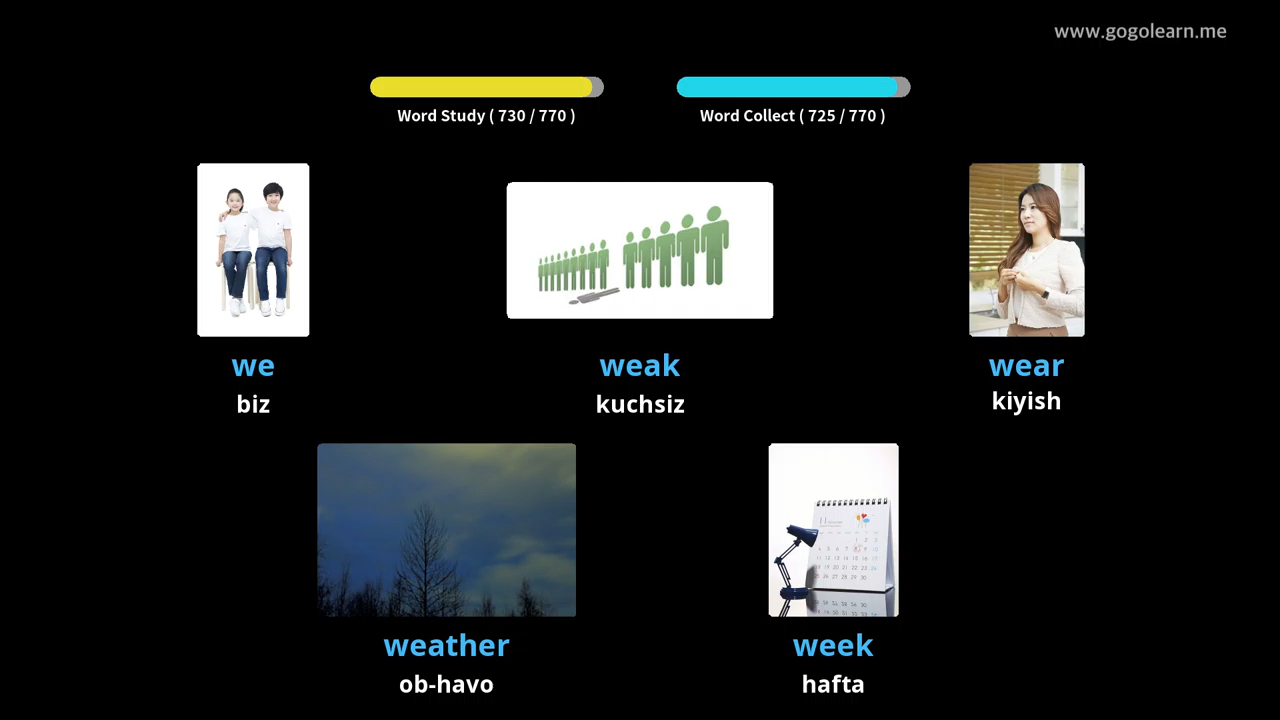 www.gogolearn.me
Word Study ( 730 / 770 )
Word Collect ( 725 / 770 )
we
weak
wear
biz
kuchsiz
kiyish
weather
week
ob-havo
hafta